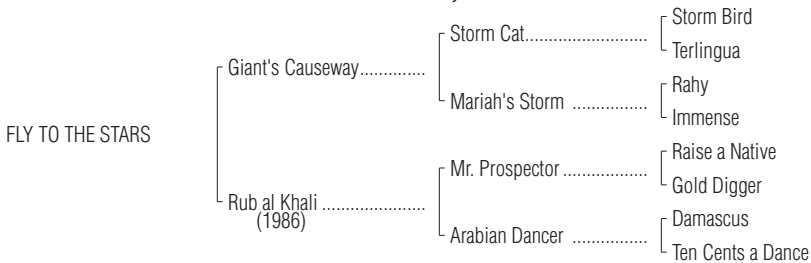 Storm Bird
Storm Cat
Terlingua
Giant's Causeway
Rahy
Mariah's Storm
Immense
FLY TO THE STARS
Raise a Native
Mr. Prospector
Gold Digger
Rub al Khali
(1986)
Damascus
Arabian Dancer
Ten Cents a Dance